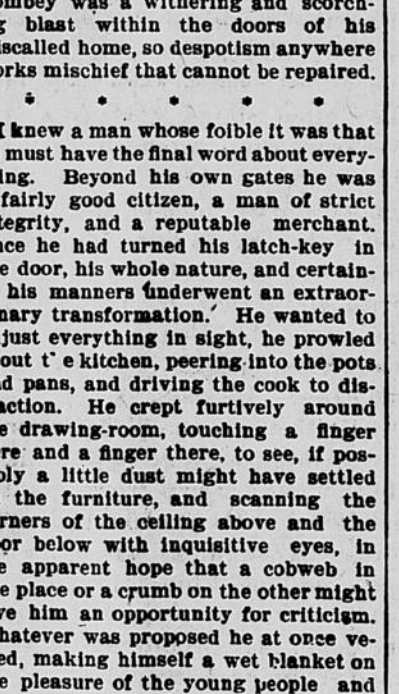 ombey was a withering and scorch-
g blast within the doors of his
iscalled home, so despotism anywhere
orks mischief that cannot be repaired.
* * * * *
I knew a man whose foible it was that
must have the final word about every-
ing. Beyond his own gates he was
fairly good citizen, a man of strict
tegrity, and a reputable merchant.
nce he had turned his latch-key in
e door, his whole nature, and certain-
his manners underwent an extraor-
nary transformation. He wanted to
just everything in sight, he prowled
out t e kitchen, peering into the pots
d pans, and driving the cook to dis-
action. He crept furtively around
e drawing-room, touching a finger
re and a finger there, to see, if pos-
bly a little dust might have settled
the furniture, and scanning the
rners of the ceiling above and the
or below with inquisitive eyes, in
e apparent hope that a cobweb in
e place or a crumb on the other might
ve him an opportunity for criticism.
hatever was proposed he at once ve-
ed, making himself a wet blanket on
e pleasure of the young people and